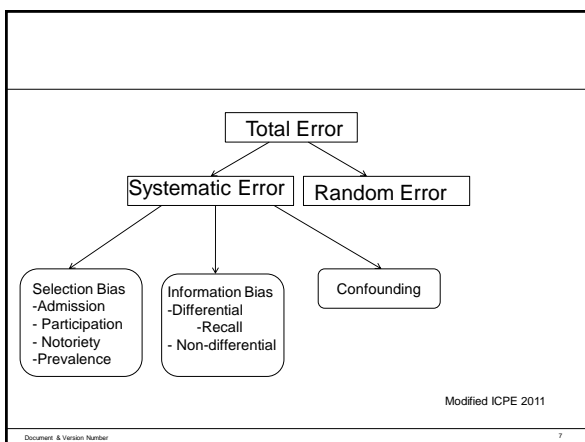 Total Error
Systematic Error
Random Error
Selection Bias
-Admission
- Participation
- Notoriety
-Prevalence
Information Bias
-Differential
-Recall
- Non-differential
Confounding
Modified ICPE 2011
Document & Version Number
7